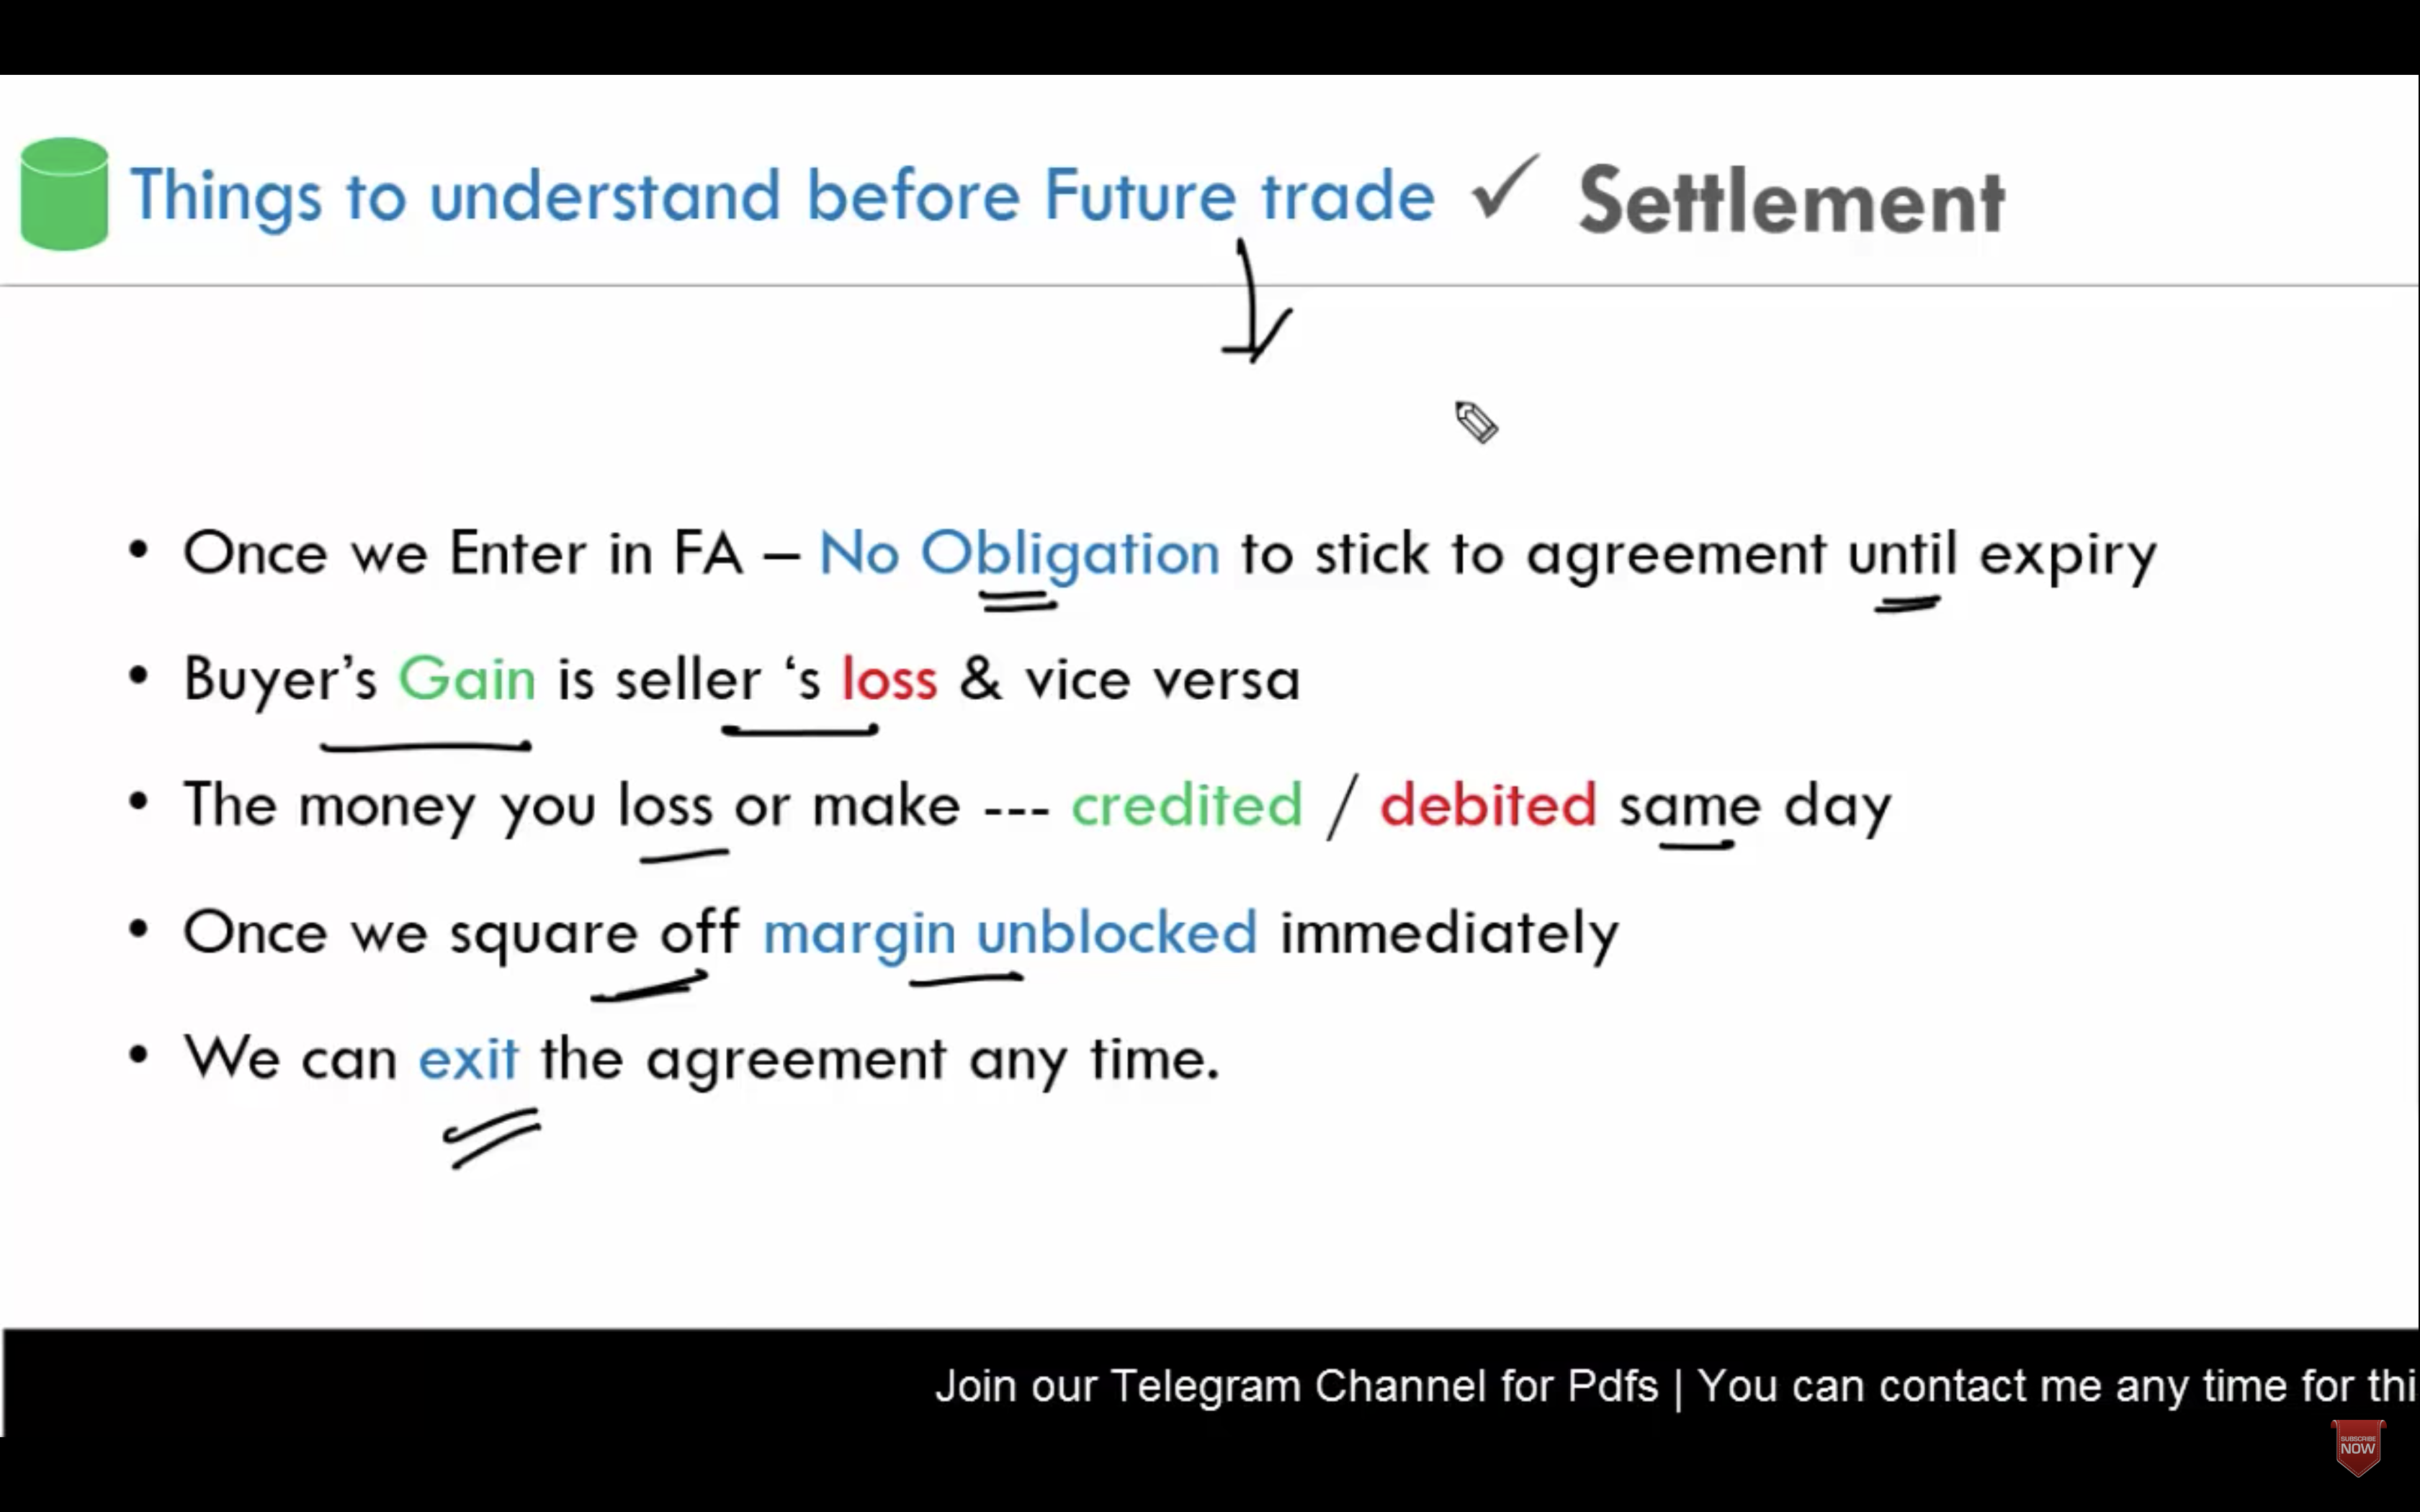 Things to understand before Future trade ✓ Settlement
• Once we Enter in FA – No Obligation to stick to agreement until expiry
• Buyer’s Gain is seller ‘s loss & vice versa
• The money you loss or make --- credited / debited same day
• Once we square off margin unblocked immediately
• We can exit the agreement any time.
Join our Telegram Channel for Pdfs | You can contact me any time for thi
SUBSCRIBE
NOW